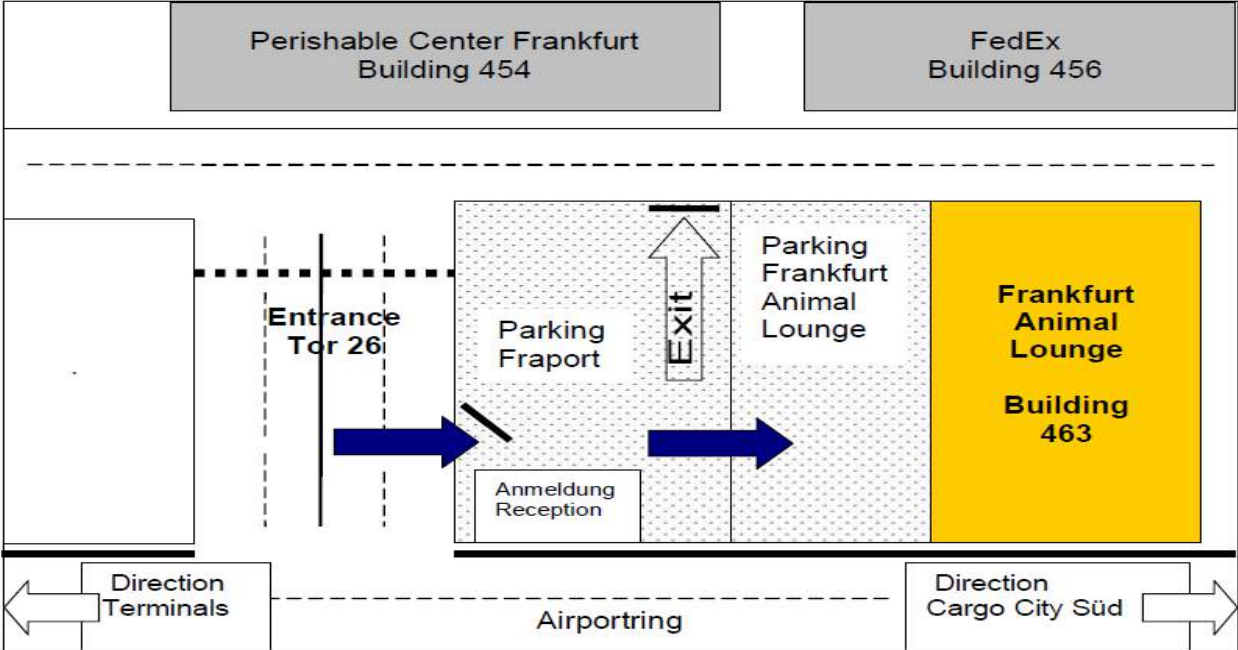 Perishable Center Frankfurt
Building 454
FedEx
Building 456
Entrance
Tor 26
Parking
Fraport
Exit
Parking
Frankfurt
Animal
Lounge
Frankfurt
Animal
Lounge
Building
463
Anmeldung
Reception
Direction
Terminals
Airportring
Direction
Cargo City Süd